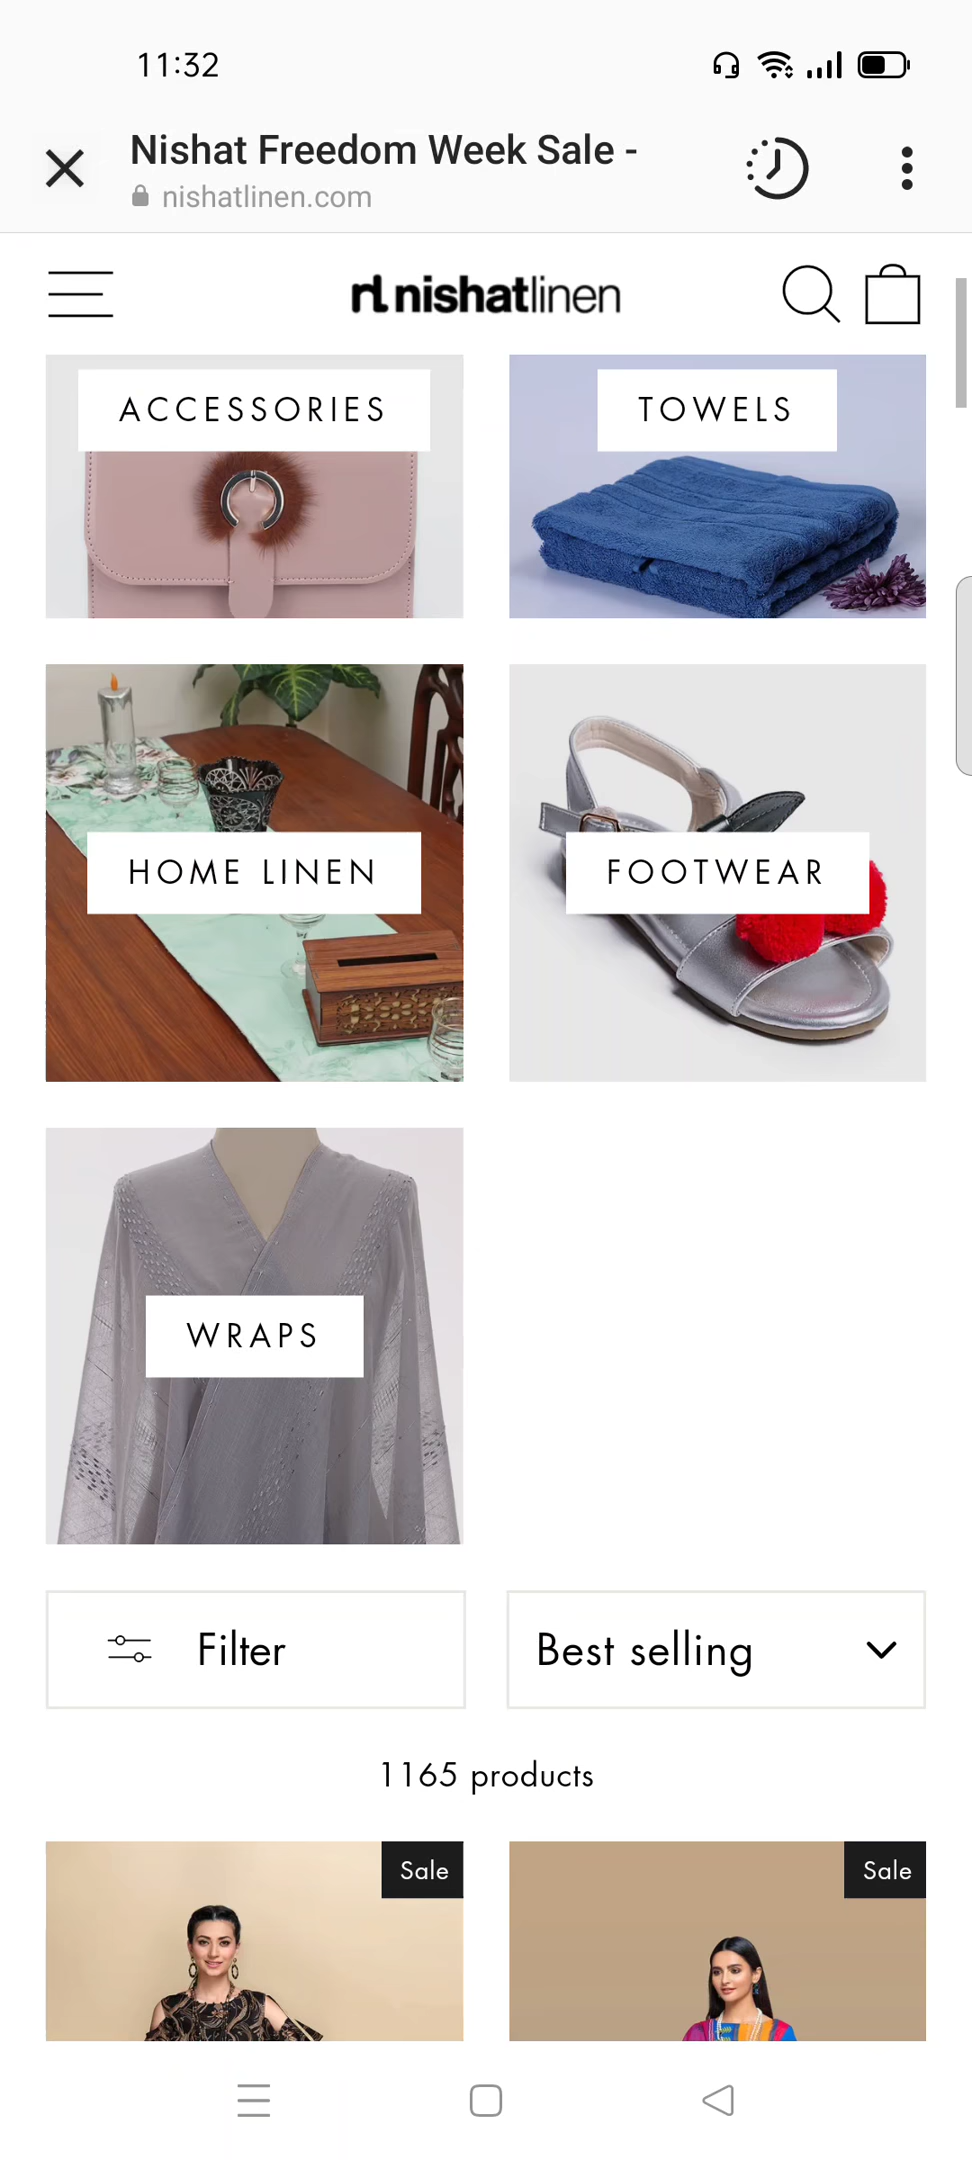 11:32
Nishat Freedom Week Sale -
nishatlinen.com
nishatlinen
ACCESSORIES
TOWELS
HOME LINEN
FOOTWEAR
WRAPS
Filter
Best selling
1165 products
Sale
Sale